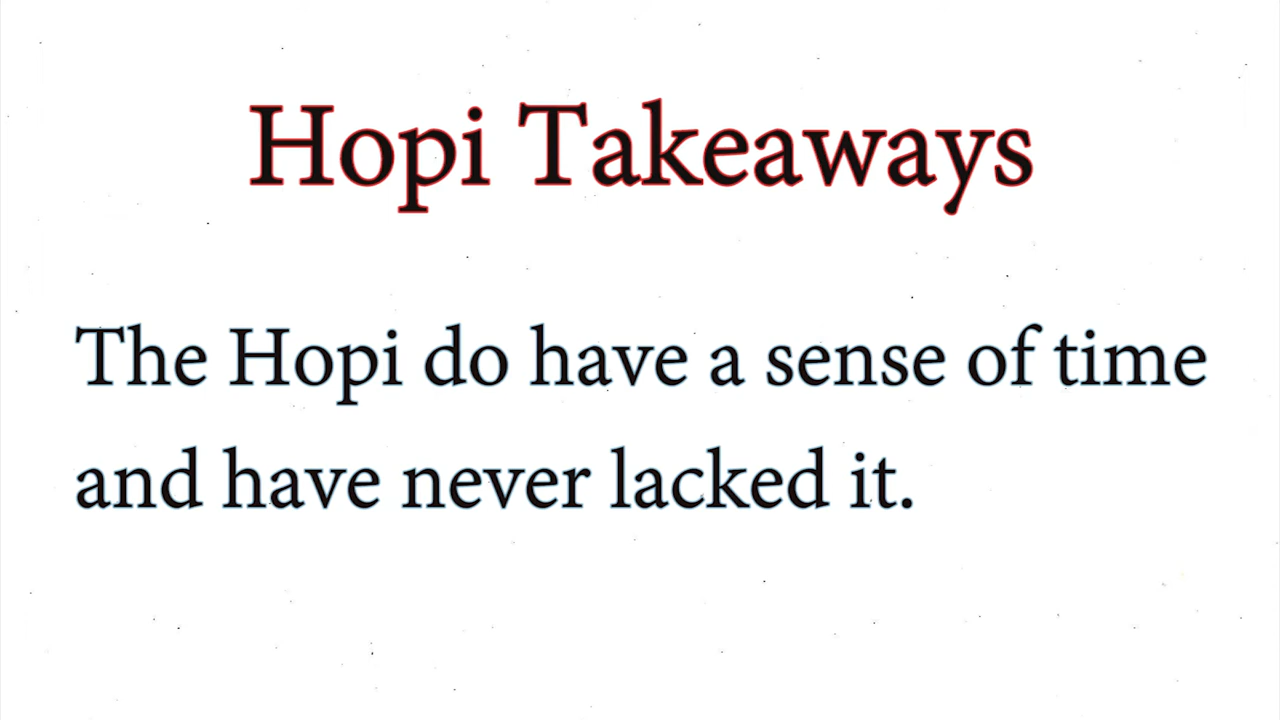 Hopi Takeaways
The Hopi do have a sense of time
and have never lacked it.